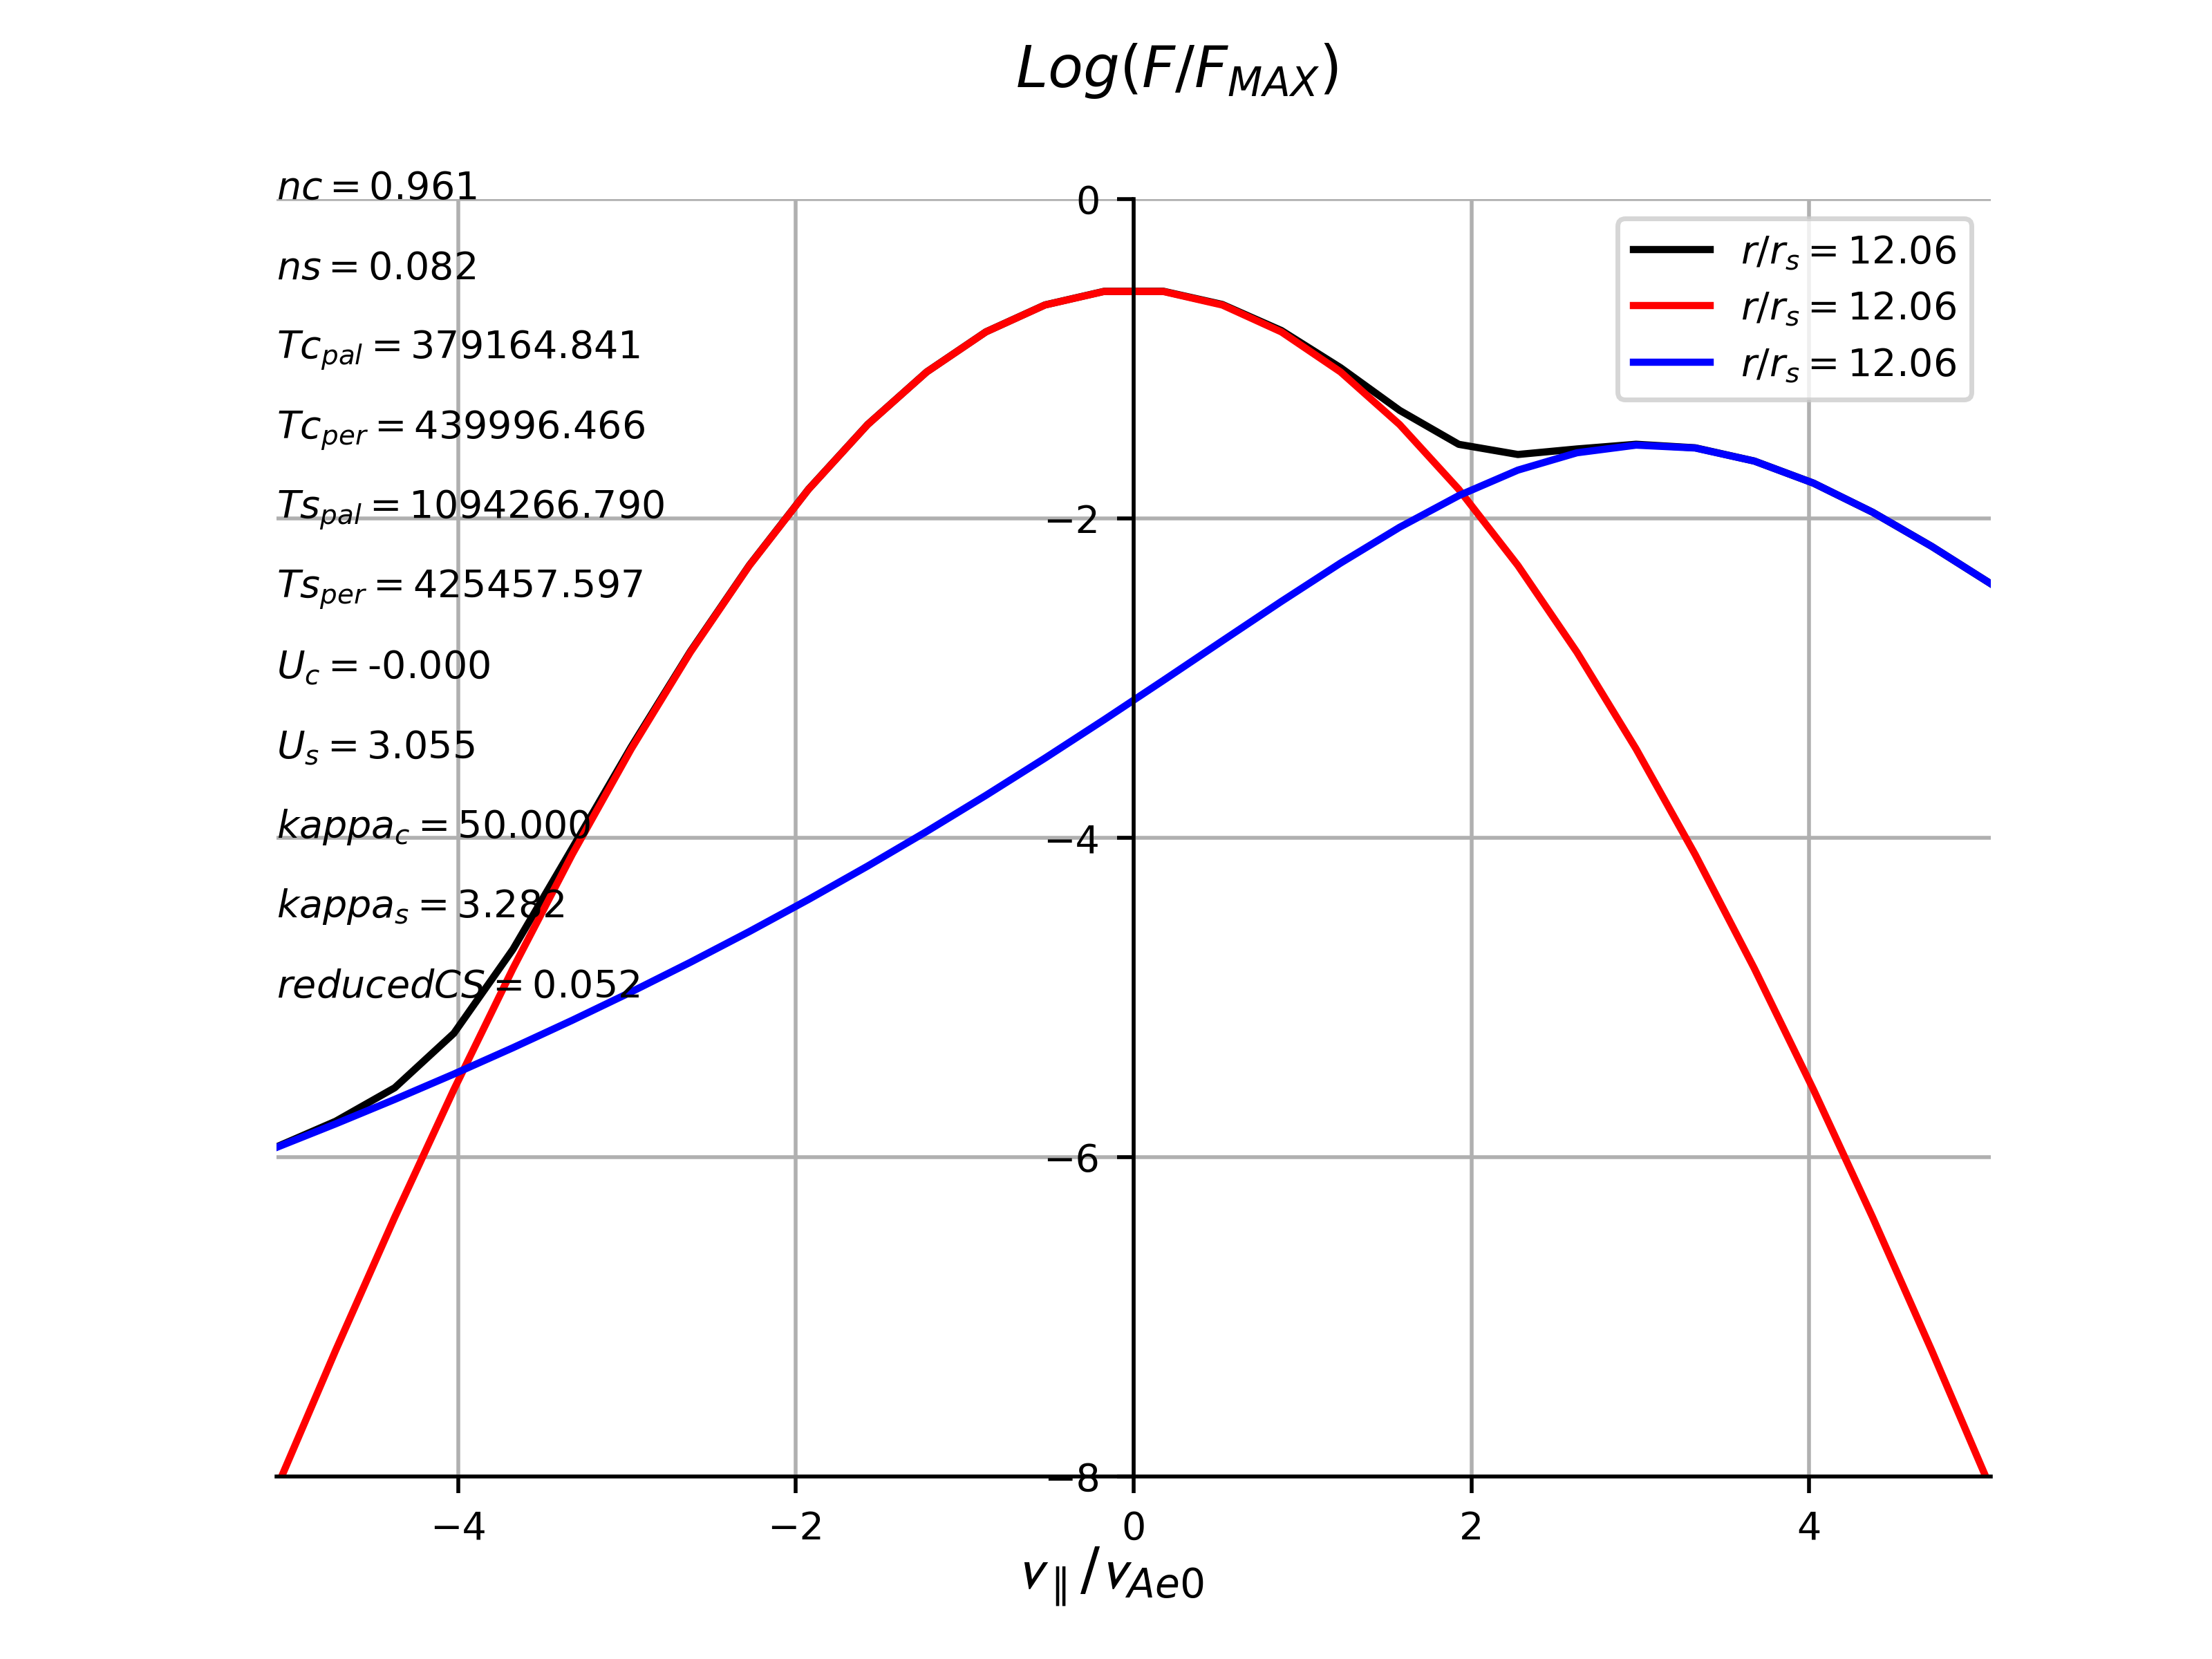 Log(F/F_MAX)
nc = 0.961
ns = 0.082
Tc_pal = 379164.841
Tc_per = 439996.466
Ts_pal = 1094266.790
Ts_per = 425457.597
U_c = -0.000
U_s = 3.055
kappa_c = 50.000
kappa_s = 3.282
reducedCS = 0.052
0
−2
−4
−6
−8
r/r_s = 12.06
r/r_s = 12.06
r/r_s = 12.06
−4 −2 0 2 4
v_∥/v_Ae0